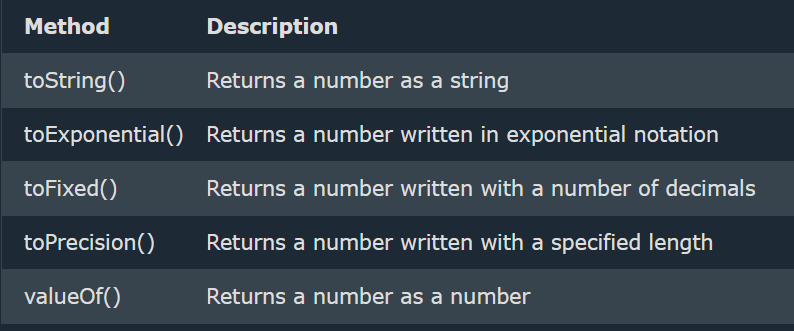 Method Description
toString() Returns a number as a string
toExponential() Returns a number written in exponential notation
toFixed() Returns a number written with a number of decimals
toPrecision() Returns a number written with a specified length
valueOf() Returns a number as a number